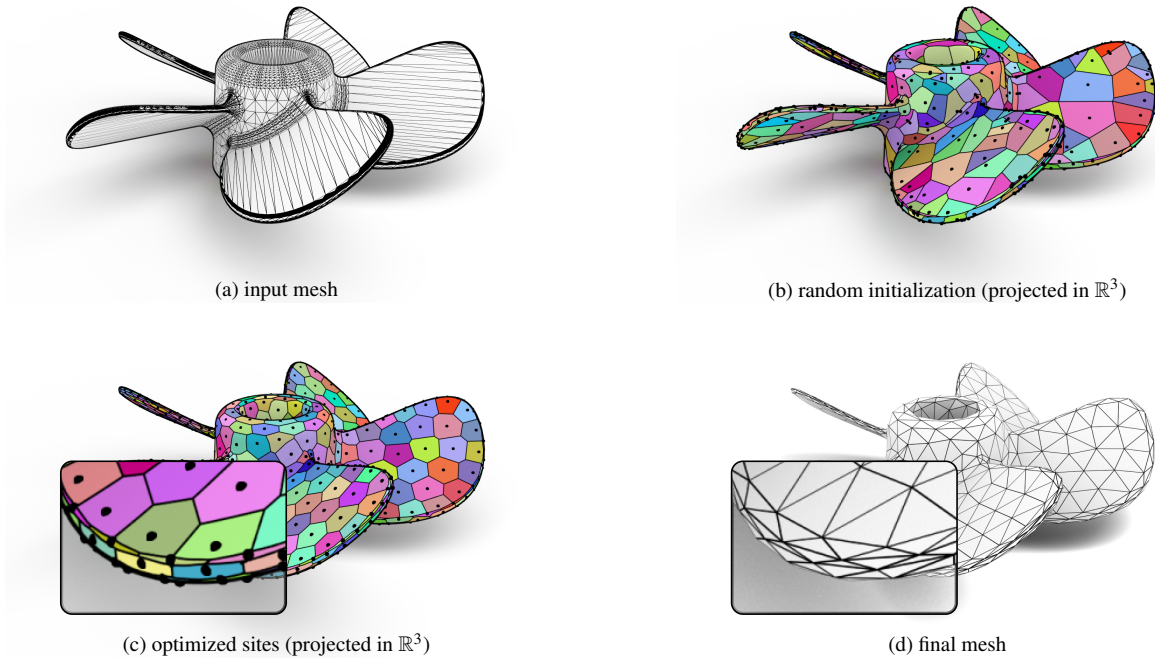 (a) input mesh
(b) random initialization (projected in ℝ³)
(c) optimized sites (projected in ℝ³)
(d) final mesh